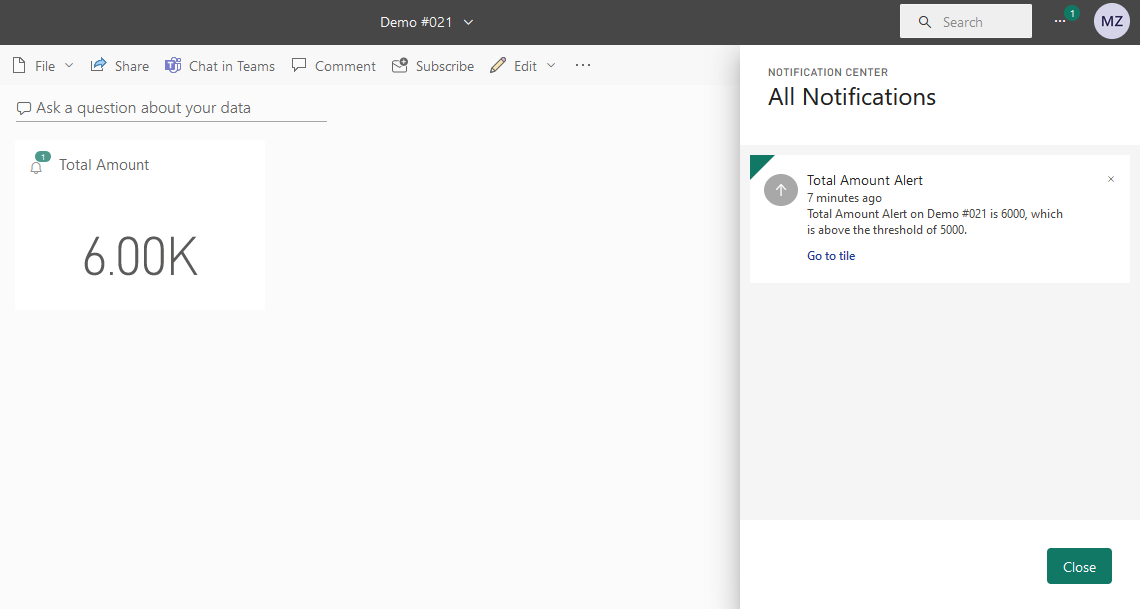 Demo #021
Search
1
MZ
File
Share
Chat in Teams
Comment
Subscribe
Edit
Ask a question about your data
1
Total Amount
6.00K
NOTIFICATION CENTER
All Notifications
Total Amount Alert
7 minutes ago
Total Amount Alert on Demo #021 is 6000, which
is above the threshold of 5000.
Go to tile
Close